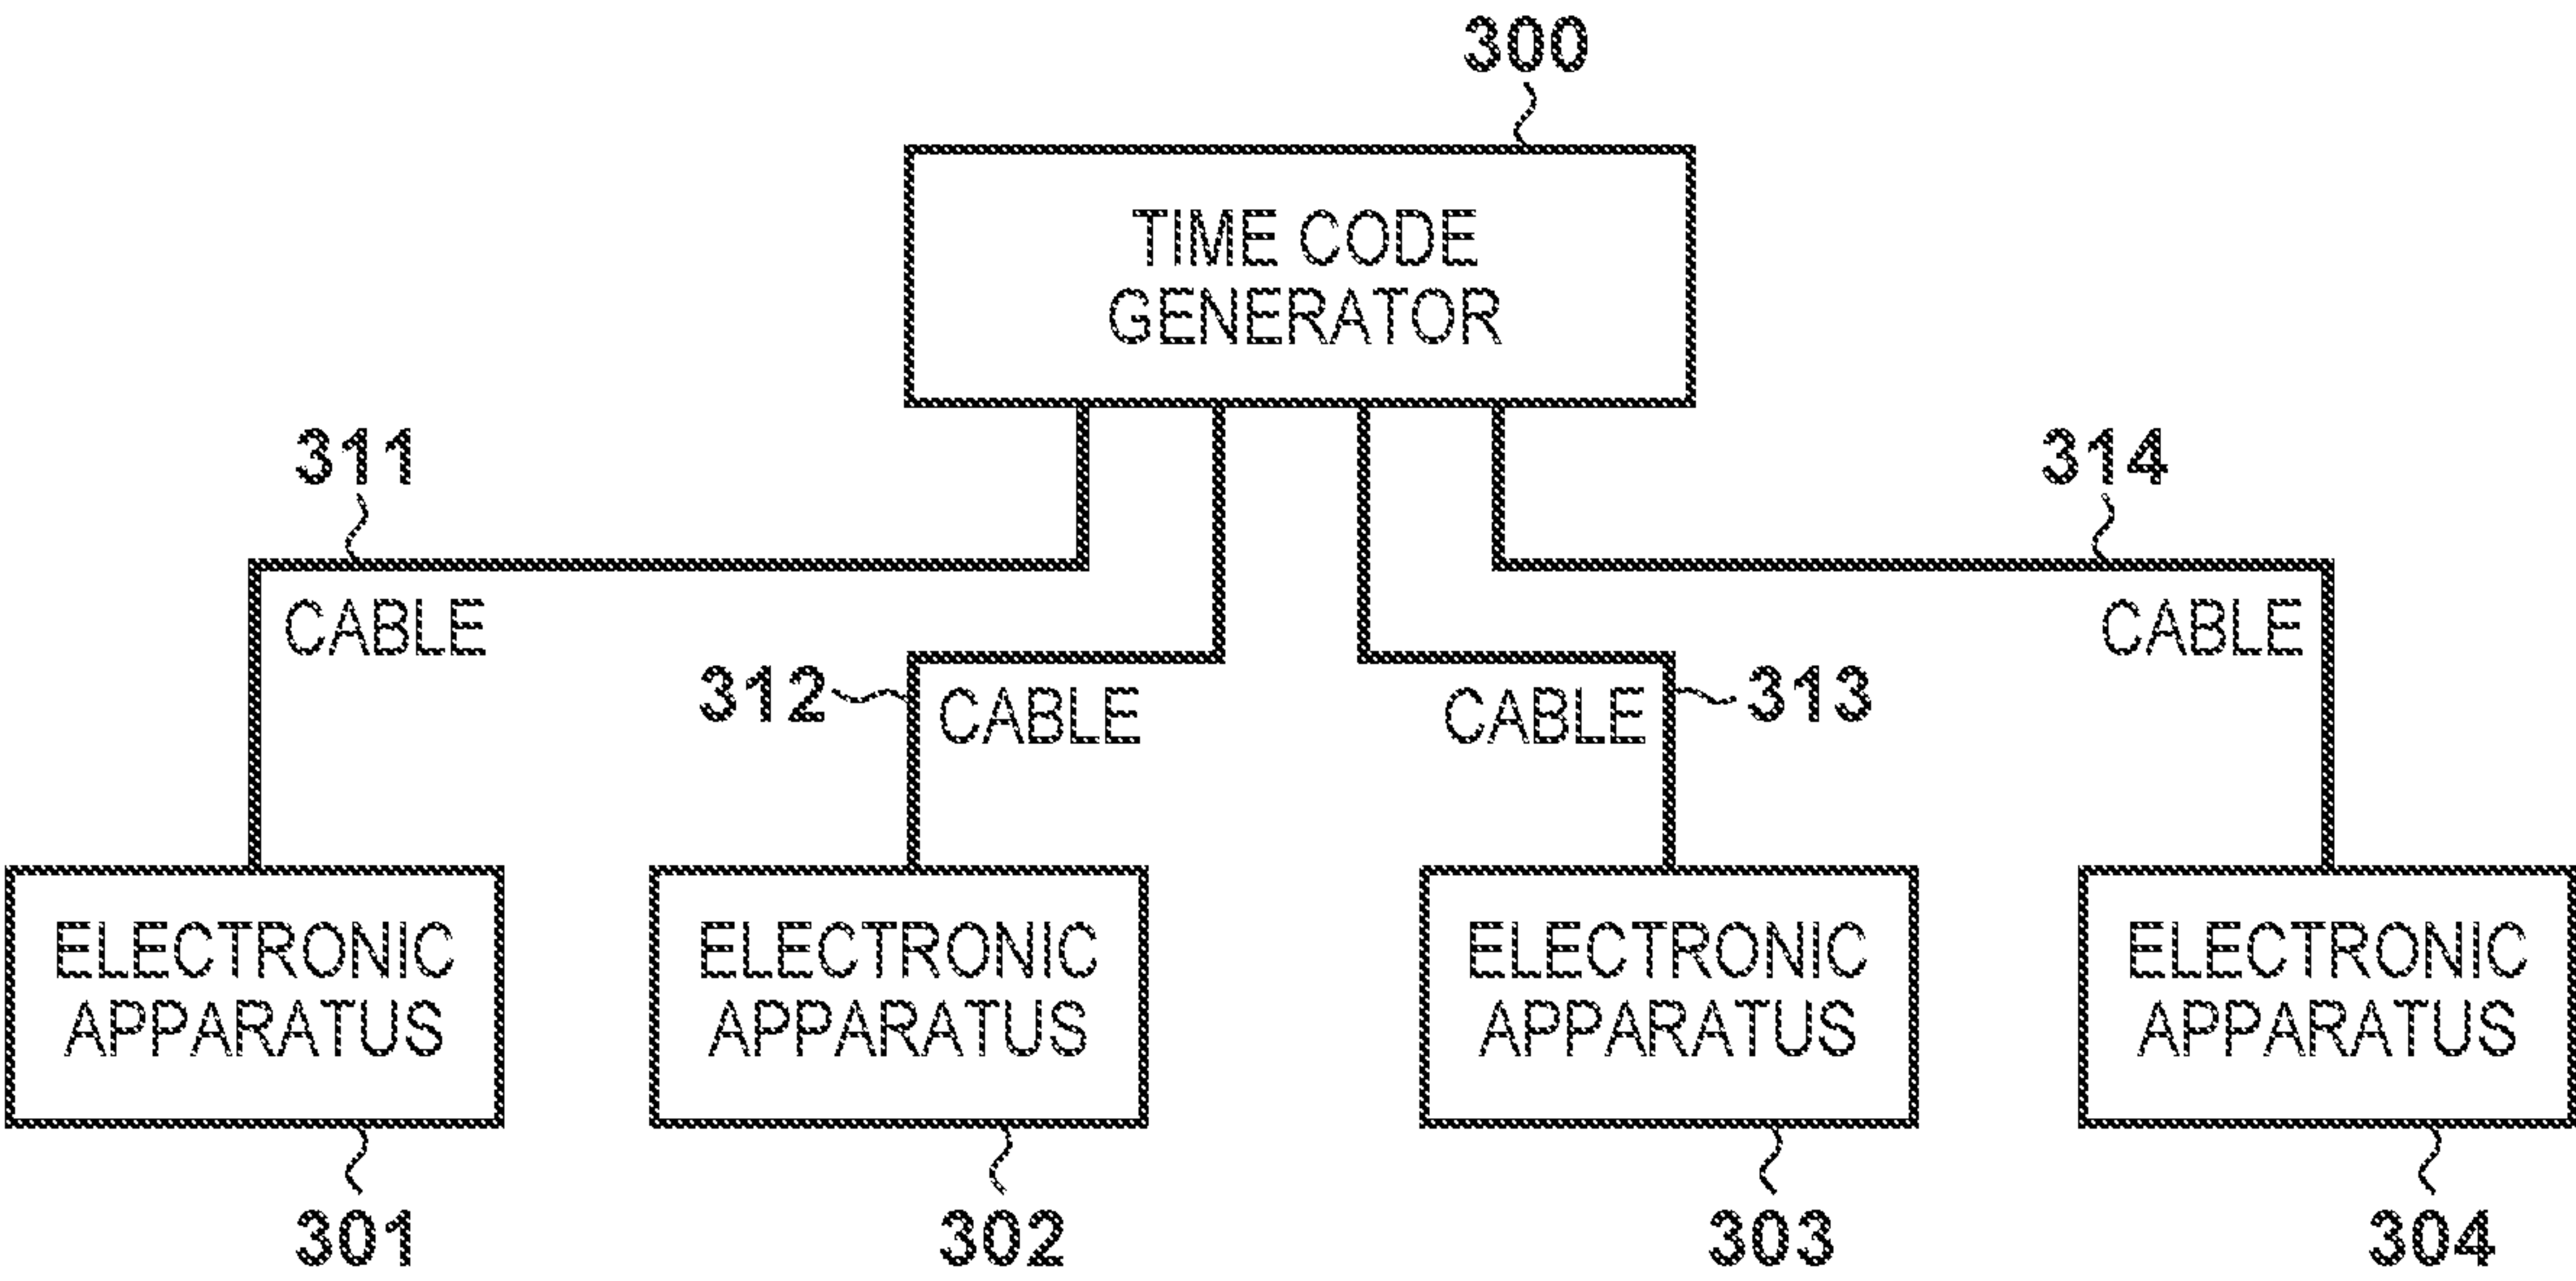 300
TIME CODE
GENERATOR
311
314
CABLE
CABLE
312
CABLE
CABLE
313
ELECTRONIC
APPARATUS
ELECTRONIC
APPARATUS
ELECTRONIC
APPARATUS
ELECTRONIC
APPARATUS
301
302
303
304